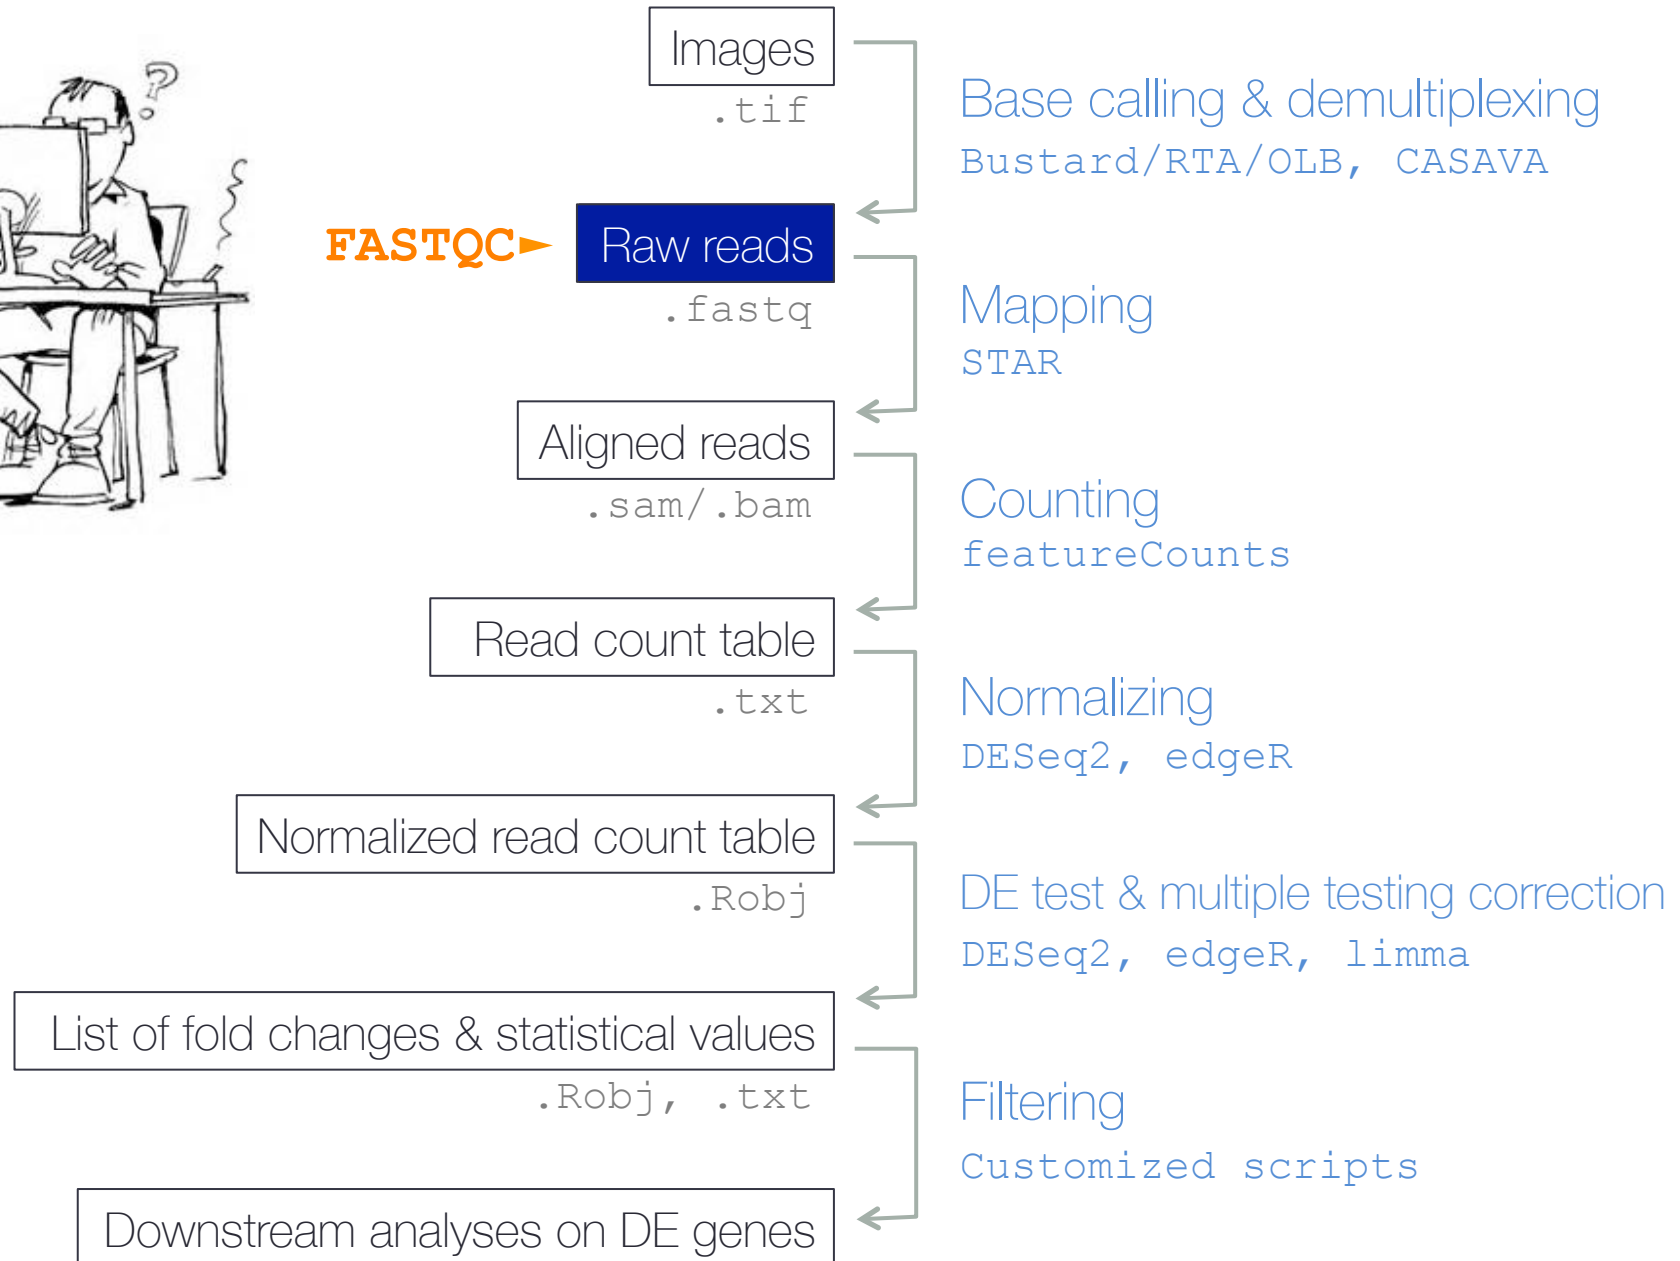 Images
.tif
Base calling & demultiplexing
Bustard/RTA/OLB, CASAVA
FASTQC
Raw reads
.fastq
Mapping
STAR
Aligned reads
.sam/.bam
Counting
featureCounts
Read count table
.txt
Normalizing
DESeq2, edgeR
Normalized read count table
.Robj
DE test & multiple testing correction
DESeq2, edgeR, limma
List of fold changes & statistical values
.Robj, .txt
Filtering
Customized scripts
Downstream analyses on DE genes
?